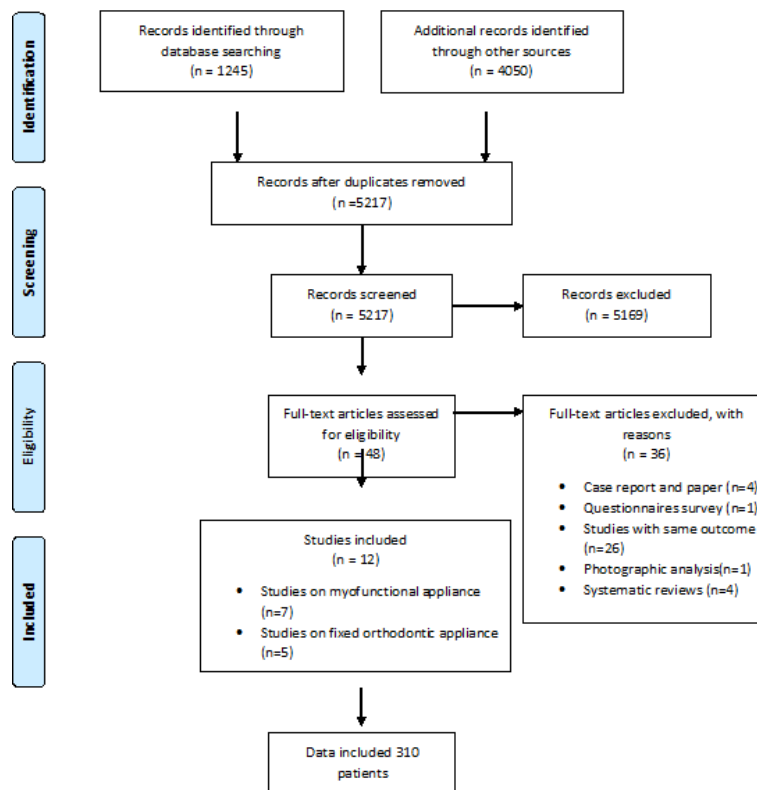 Identification
Records identified through
database searching
(n = 1245)
Additional records identified
through other sources
(n = 4050)
Records after duplicates removed
(n =5217)
Screening
Records screened
(n = 5217)
Records excluded
(n = 5169)
Eligibility
Full-text articles assessed
for eligibility
(n = 48)
Full-text articles excluded, with
reasons
(n = 36)
• Case report and paper (n=4)
• Questionnaires survey (n=1)
• Studies with same outcome
(n=26)
• Photographic analysis(n=1)
• Systematic reviews (n=4)
Included
Studies included
(n = 12)
• Studies on myofunctional appliance
(n=7)
• Studies on fixed orthodontic appliance
(n=5)
Data included 310
patients